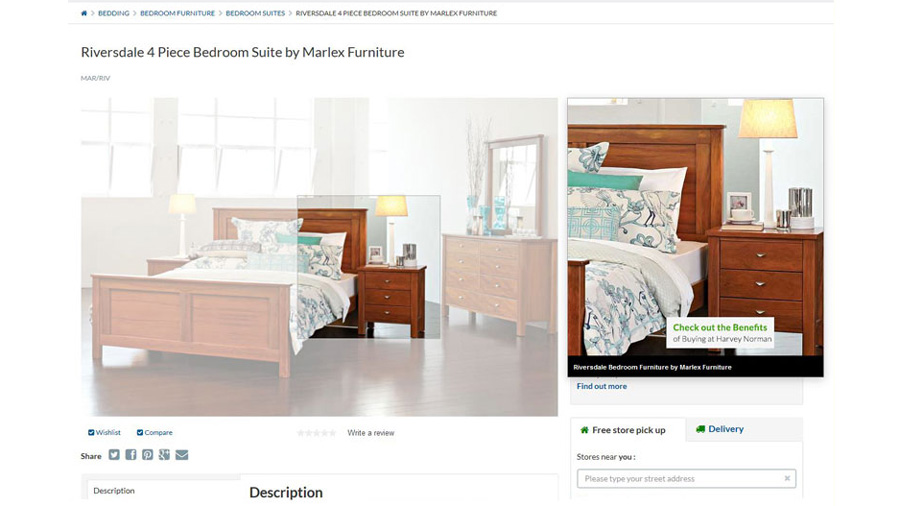 BEDDING > BEDROOM FURNITURE > BEDROOM SUITES > RIVERSDALE 4 PIECE BEDROOM SUITE BY MARLEX FURNITURE
Riversdale 4 Piece Bedroom Suite by Marlex Furniture
MAR/RIV
Check out the Benefits
of Buying at Harvey Norman
Riversdale Bedroom Furniture by Marlex Furniture
Find out more
Wishlist Compare Write a review
Share
Free store pick up Delivery
Stores near you :
Please type your street address ×
Description
Description